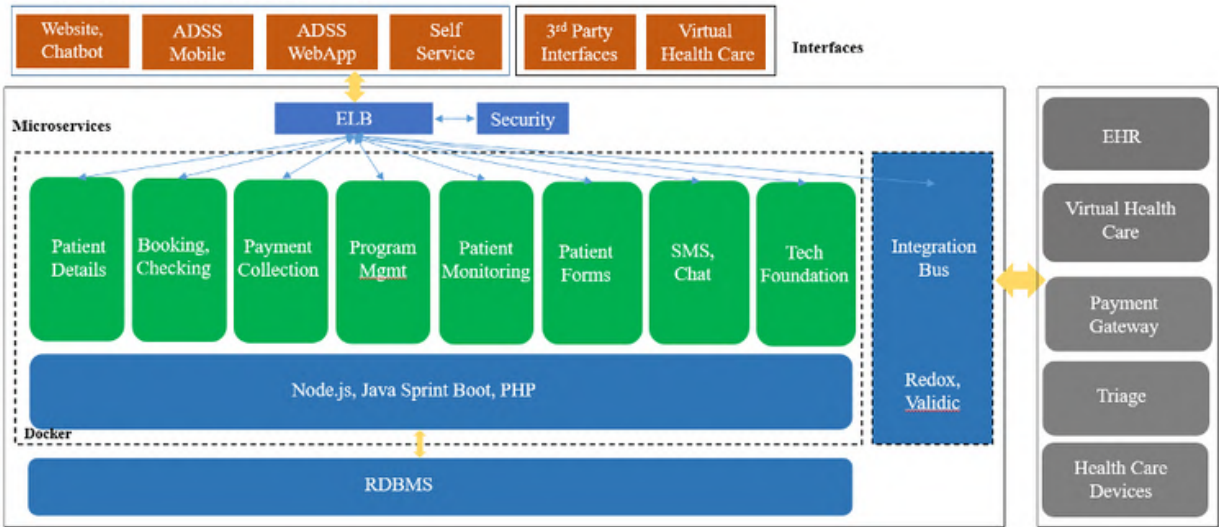 Website,
Chatbot
ADSS
Mobile
ADSS
WebApp
Self
Service
3rd Party
Interfaces
Virtual
Health Care
Interfaces
Microservices
ELB
Security
Patient
Details
Booking,
Checking
Payment
Collection
Program
Mgmt
Patient
Monitoring
Patient
Forms
SMS,
Chat
Tech
Foundation
Integration
Bus
Redox,
Validic
Node.js, Java Sprint Boot, PHP
Docker
RDBMS
EHR
Virtual Health
Care
Payment
Gateway
Triage
Health Care
Devices